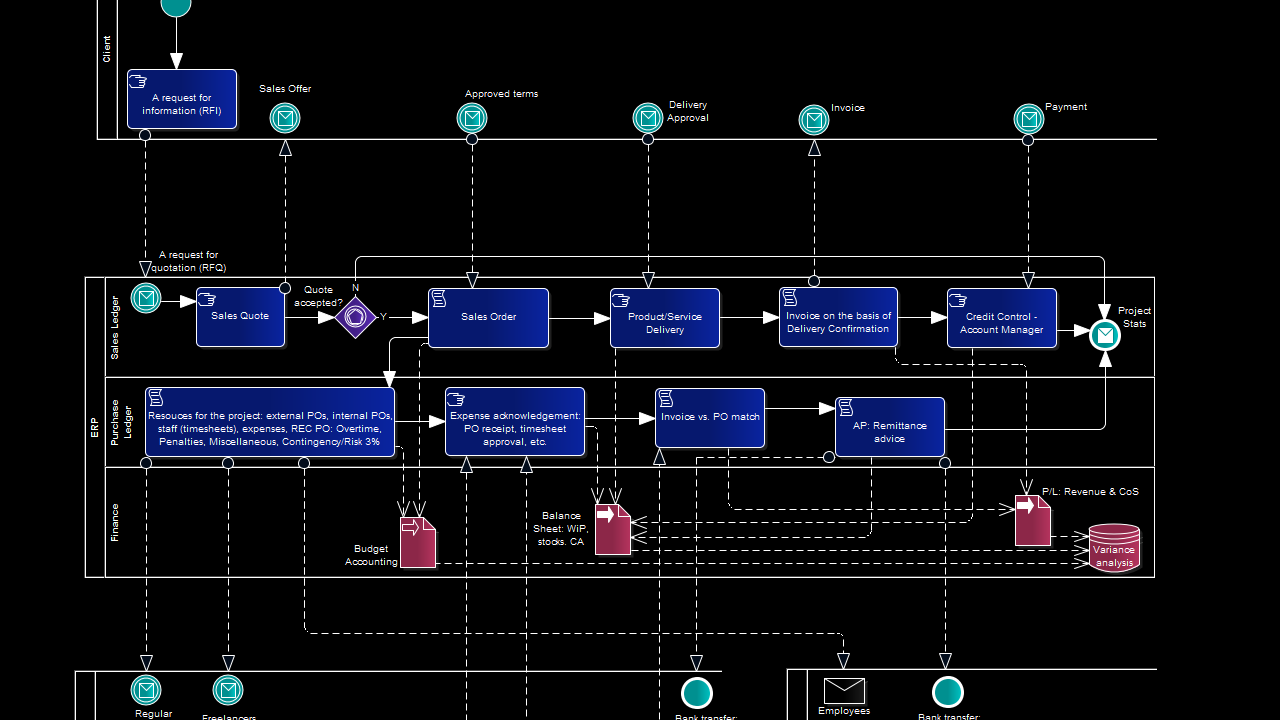 Client
A request for
information (RFI)
Sales Offer
Approved terms
Delivery
Approval
Invoice
Payment
A request for
quotation (RFQ)
ERP
Sales Ledger
Sales Quote
Quote
accepted?
N
Y
Sales Order
Product/Service
Delivery
Invoice on the basis of
Delivery Confirmation
Credit Control -
Account Manager
Project
Stats
Purchase
Ledger
Resouces for the project: external POs, internal POs,
staff (timesheets), expenses, REC PO: Overtime,
Penalties, Miscellaneous, Contingency/Risk 3%
Expense acknowledgement:
PO receipt, timesheet
approval, etc.
Invoice vs. PO match
AP: Remittance
advice
Finance
Budget
Accounting
Balance
Sheet: WiP,
stocks. CA
P/L: Revenue & CoS
Variance
analysis
Regular
Freelancers
Bank transfer:
Employees
Bank transfer: